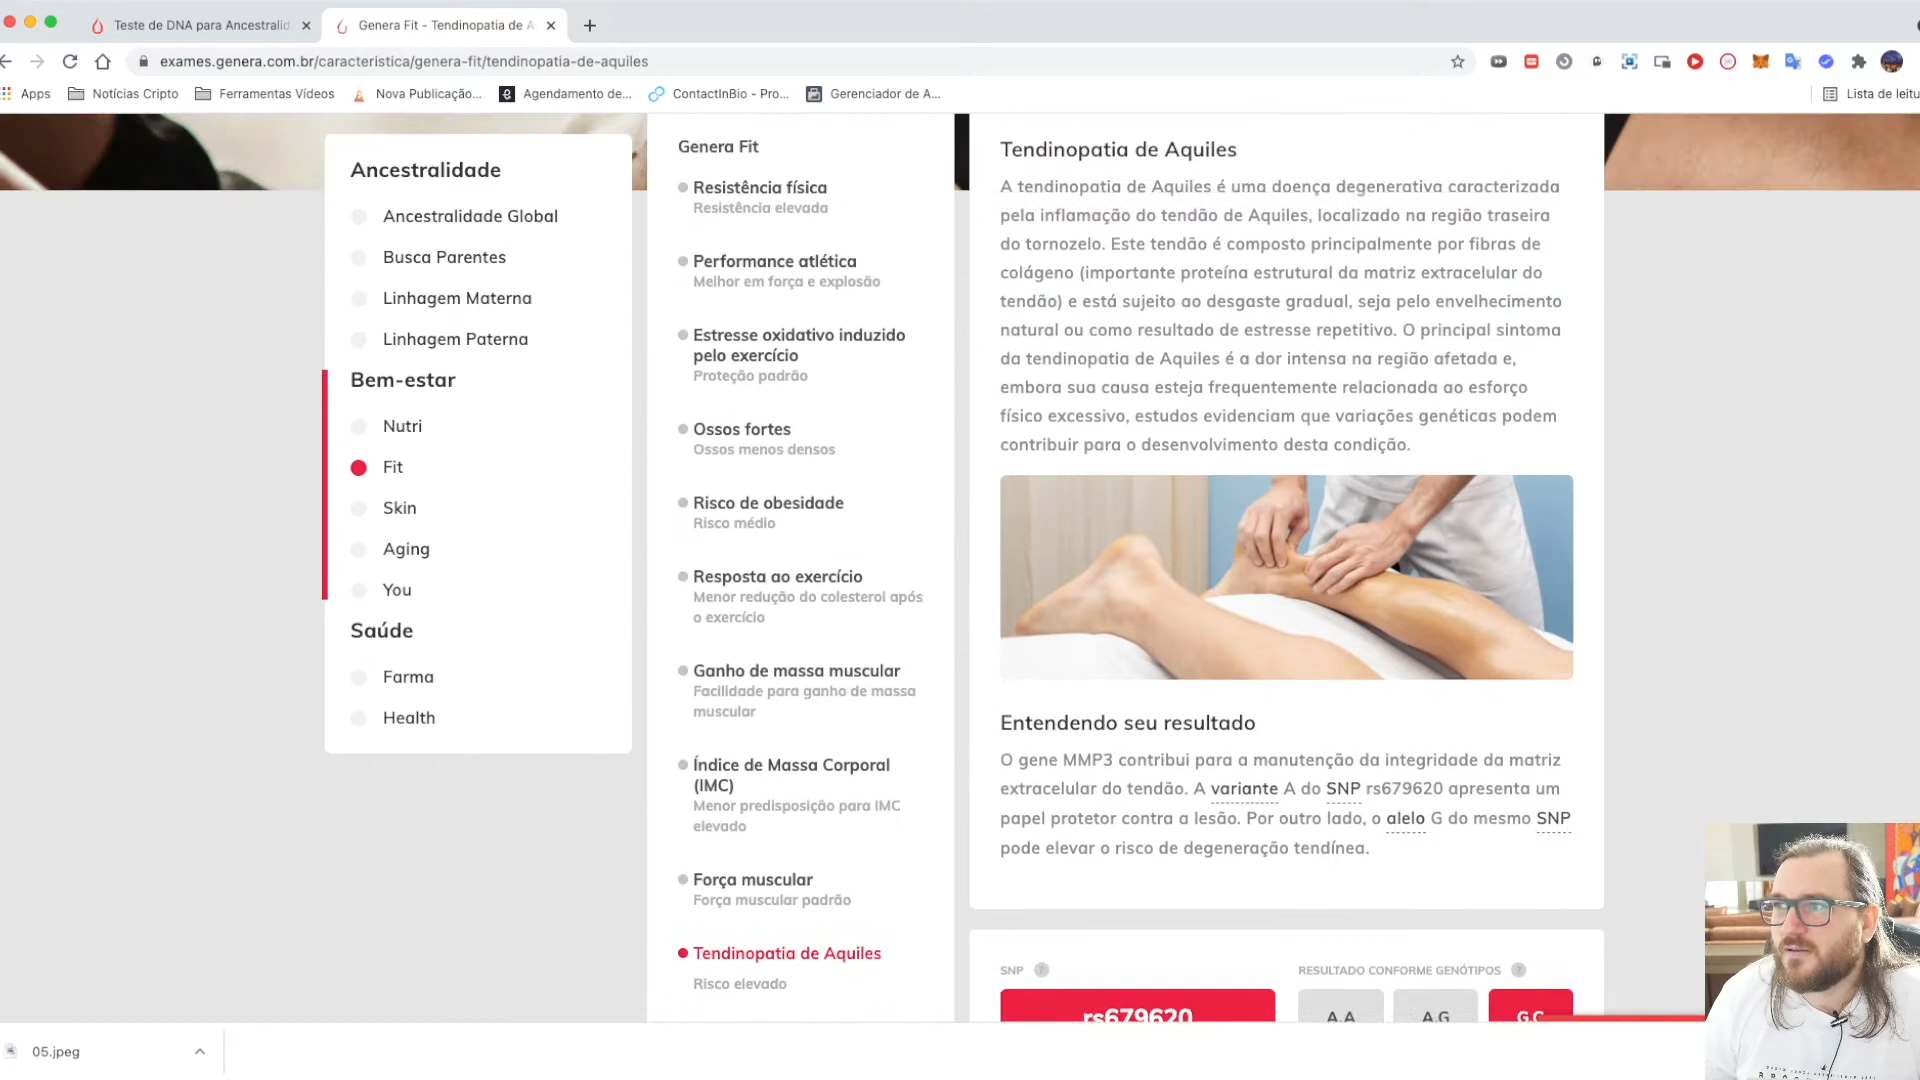 Teste de DNA para Ancestralid
Genera Fit - Tendinopatia de A
exames.genera.com.br/caracteristica/genera-fit/tendinopatia-de-aquiles
Apps
Notícias Cripto
Ferramentas Vídeos
Nova Publicação...
Agendamento de...
ContactInBio - Pro...
Gerenciador de A...
Lista de leitu
Ancestralidade
Ancestralidade Global
Busca Parentes
Linhagem Materna
Linhagem Paterna
Bem-estar
Nutri
Fit
Skin
Aging
You
Saúde
Farma
Health
Genera Fit
Resistência física
Resistência elevada
Performance atlética
Melhor em força e explosão
Estresse oxidativo induzido
pelo exercício
Proteção padrão
Ossos fortes
Ossos menos densos
Risco de obesidade
Risco médio
Resposta ao exercício
Menor redução do colesterol após
o exercício
Ganho de massa muscular
Facilidade para ganho de massa
muscular
Índice de Massa Corporal
(IMC)
Menor predisposição para IMC
elevado
Força muscular
Força muscular padrão
Tendinopatia de Aquiles
Risco elevado
Tendinopatia de Aquiles
A tendinopatia de Aquiles é uma doença degenerativa caracterizada
pela inflamação do tendão de Aquiles, localizado na região traseira
do tornozelo. Este tendão é composto principalmente por fibras de
colágeno (importante proteína estrutural da matriz extracelular do
tendão) e está sujeito ao desgaste gradual, seja pelo envelhecimento
natural ou como resultado de estresse repetitivo. O principal sintoma
da tendinopatia de Aquiles é a dor intensa na região afetada e,
embora sua causa esteja frequentemente relacionada ao esforço
físico excessivo, estudos evidenciam que variações genéticas podem
contribuir para o desenvolvimento desta condição.
Entendendo seu resultado
O gene MMP3 contribui para a manutenção da integridade da matriz
extracelular do tendão. A variante A do SNP rs679620 apresenta um
papel protetor contra a lesão. Por outro lado, o alelo G do mesmo SNP
pode elevar o risco de degeneração tendínea.
SNP ?
RESULTADO CONFORME GENÓTIPOS ?
rs679620
A.A
A.G
05.jpeg